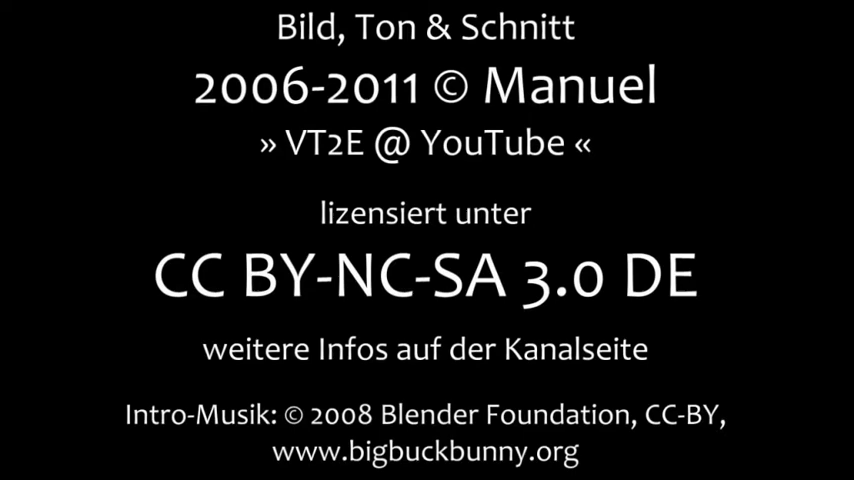 Bild, Ton & Schnitt
2006-2011 © Manuel
» VT2E @ YouTube «
lizensiert unter
CC BY-NC-SA 3.0 DE
weitere Infos auf der Kanalseite
Intro-Musik: © 2008 Blender Foundation, CC-BY,
www.bigbuckbunny.org